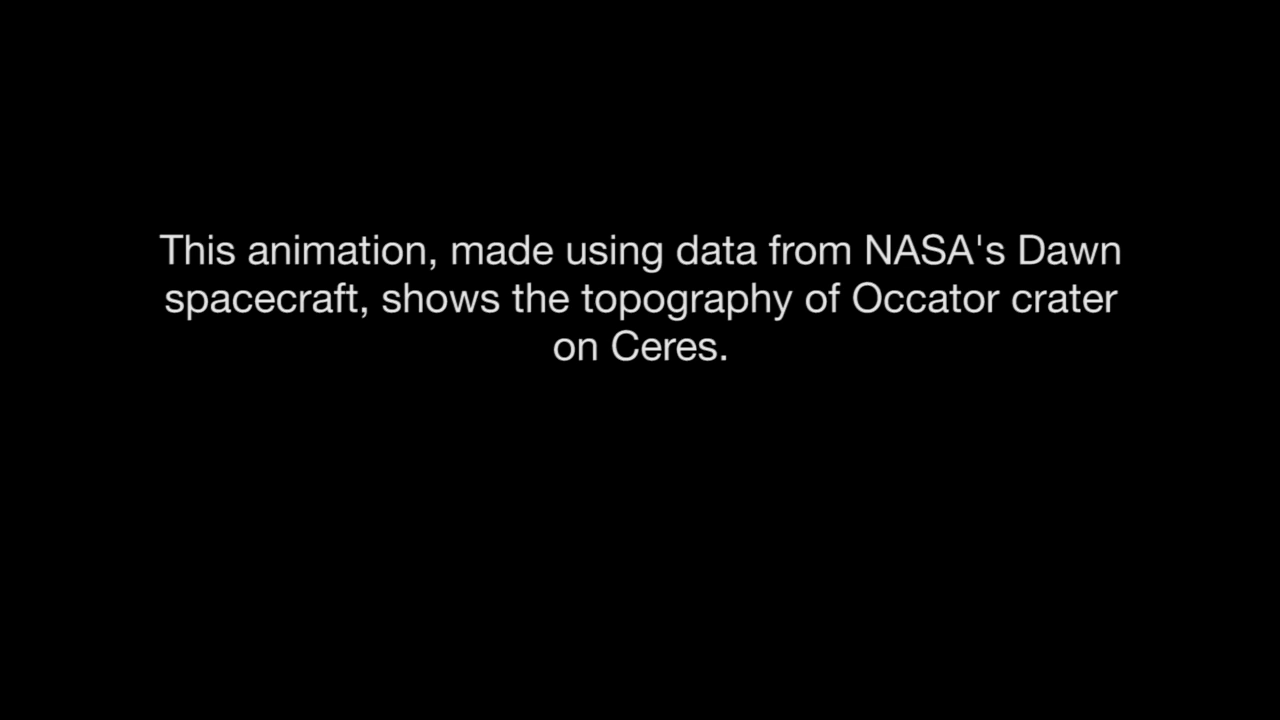 This animation, made using data from NASA's Dawn
spacecraft, shows the topography of Occator crater
on Ceres.